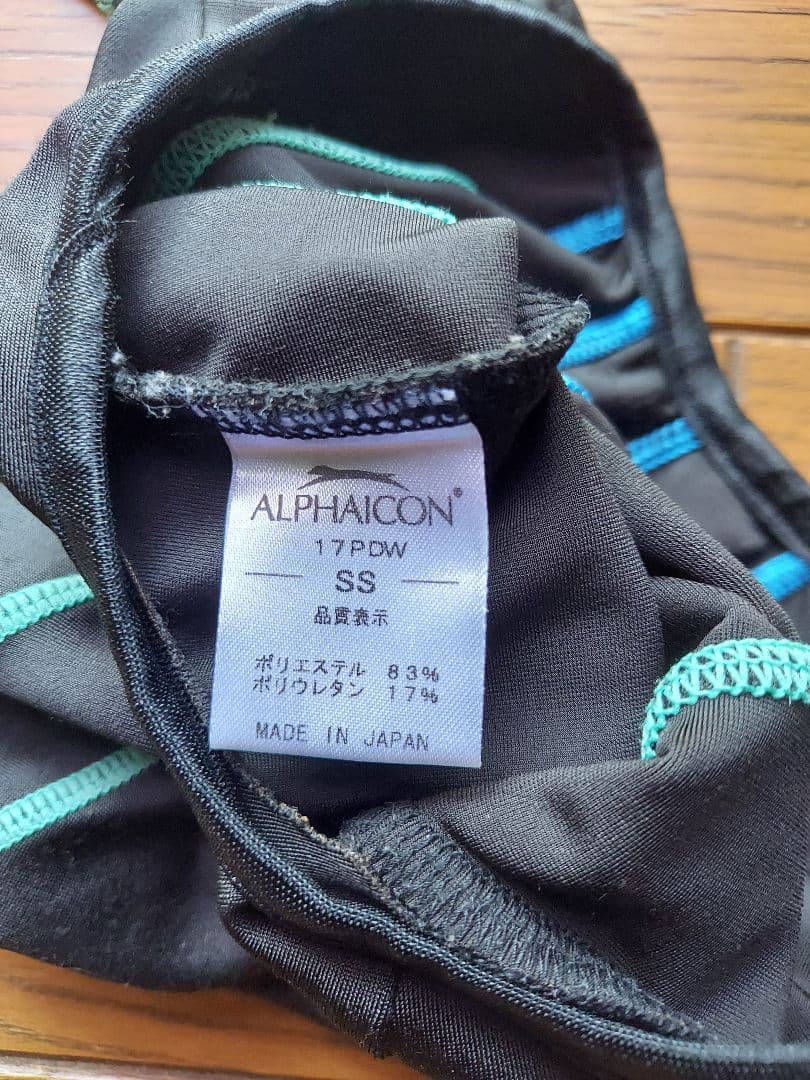 ALPHAICON®
17PDW
SS
品質表示
ポリエステル 83%
ポリウレタン 17%
MADE IN JAPAN